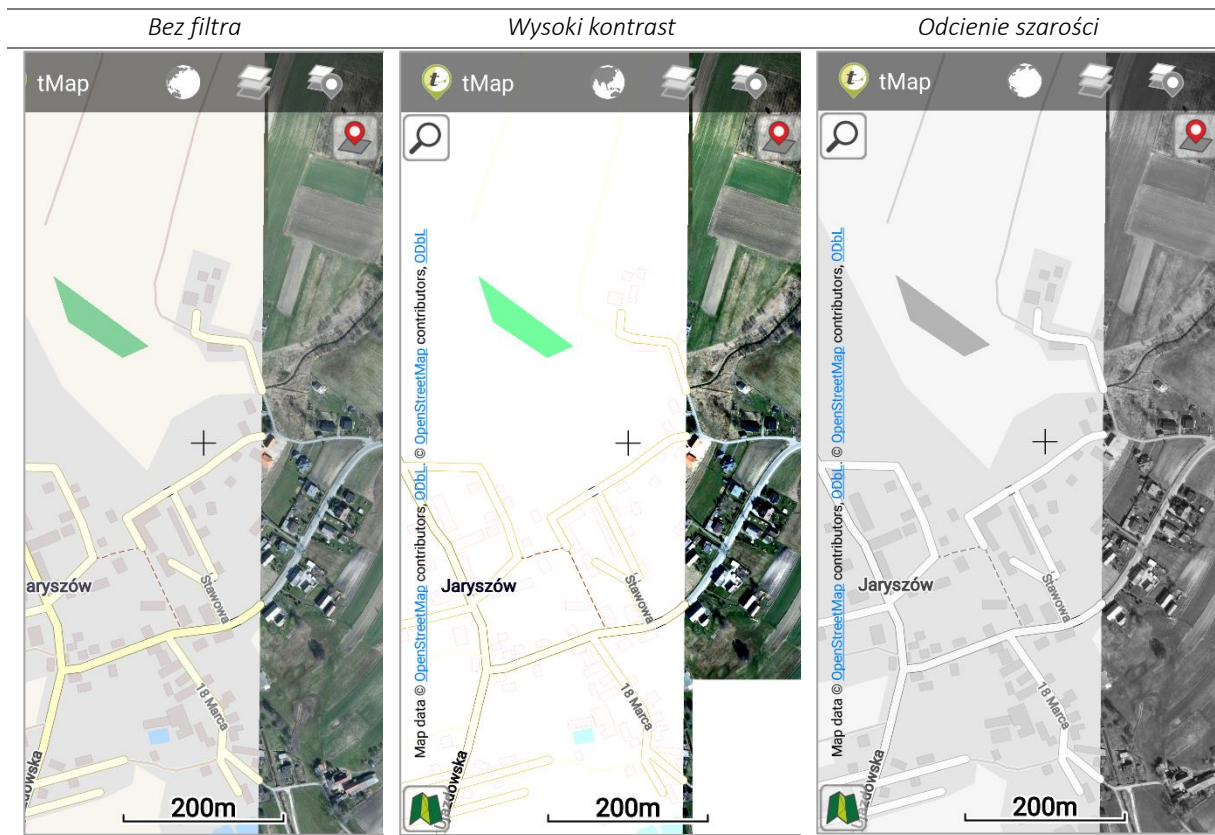 Bez filtra
Wysoki kontrast
Odcienie szarości
tMap
aryszów
Stawowa
18 Marca
200m
t
tMap
Map data © OpenStreetMap contributors, ODbL. © OpenStreetMap contributors, ODbL
Jaryszów
Stawowa
18 Marca
200m
t
tMap
Map data © OpenStreetMap contributors, ODbL. © OpenStreetMap contributors, ODbL
Jaryszów
Stawowa
18 Marca
200m